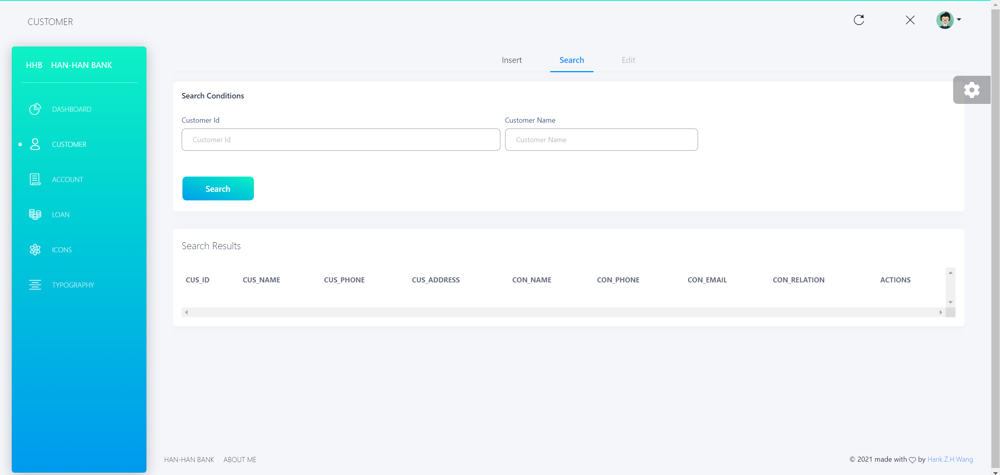 CUSTOMER
HHB HAN-HAN BANK
DASHBOARD
CUSTOMER
ACCOUNT
LOAN
ICONS
TYPOGRAPHY
Insert Search Edit
Search Conditions
Customer Id Customer Name
Customer Id Customer Name
Search
Search Results
CUS_ID CUS_NAME CUS_PHONE CUS_ADDRESS CON_NAME CON_PHONE CON_EMAIL CON_RELATION ACTIONS
HAN-HAN BANK ABOUT ME
© 2021 made with ♡ by Hank.Z.H.Wang